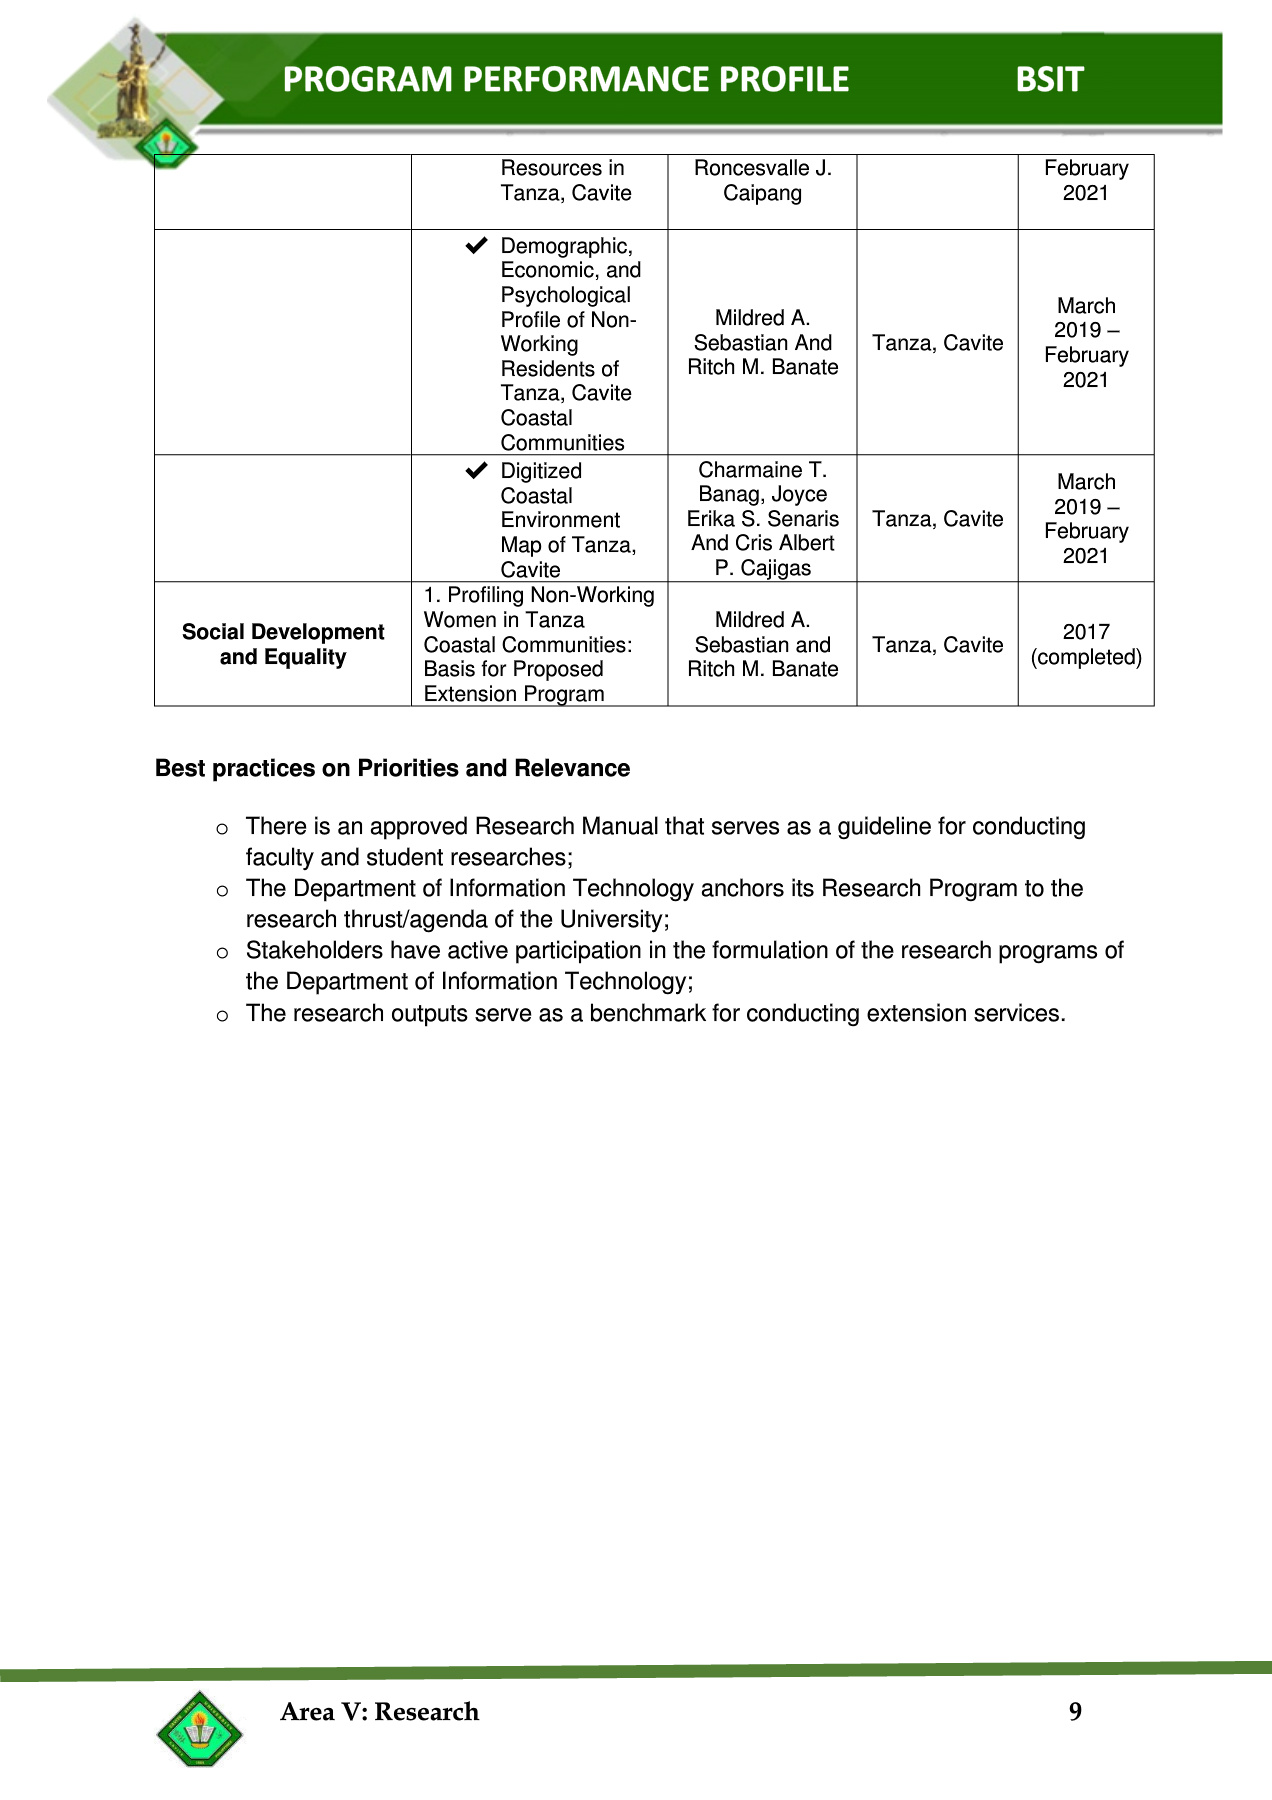 PROGRAM PERFORMANCE PROFILE BSIT
Resources in
Tanza, Cavite
Roncesvalle J.
Caipang
February
2021
✔ Demographic,
Economic, and
Psychological
Profile of Non-
Working
Residents of
Tanza, Cavite
Coastal
Communities
Mildred A.
Sebastian And
Ritch M. Banate
Tanza, Cavite
March
2019 –
February
2021
✔ Digitized
Coastal
Environment
Map of Tanza,
Cavite
Charmaine T.
Banag, Joyce
Erika S. Senaris
And Cris Albert
P. Cajigas
Tanza, Cavite
March
2019 –
February
2021
Social Development
and Equality
1. Profiling Non-Working
Women in Tanza
Coastal Communities:
Basis for Proposed
Extension Program
Mildred A.
Sebastian and
Ritch M. Banate
Tanza, Cavite
2017
(completed)
Best practices on Priorities and Relevance
o There is an approved Research Manual that serves as a guideline for conducting
faculty and student researches;
o The Department of Information Technology anchors its Research Program to the
research thrust/agenda of the University;
o Stakeholders have active participation in the formulation of the research programs of
the Department of Information Technology;
o The research outputs serve as a benchmark for conducting extension services.
Area V: Research 9